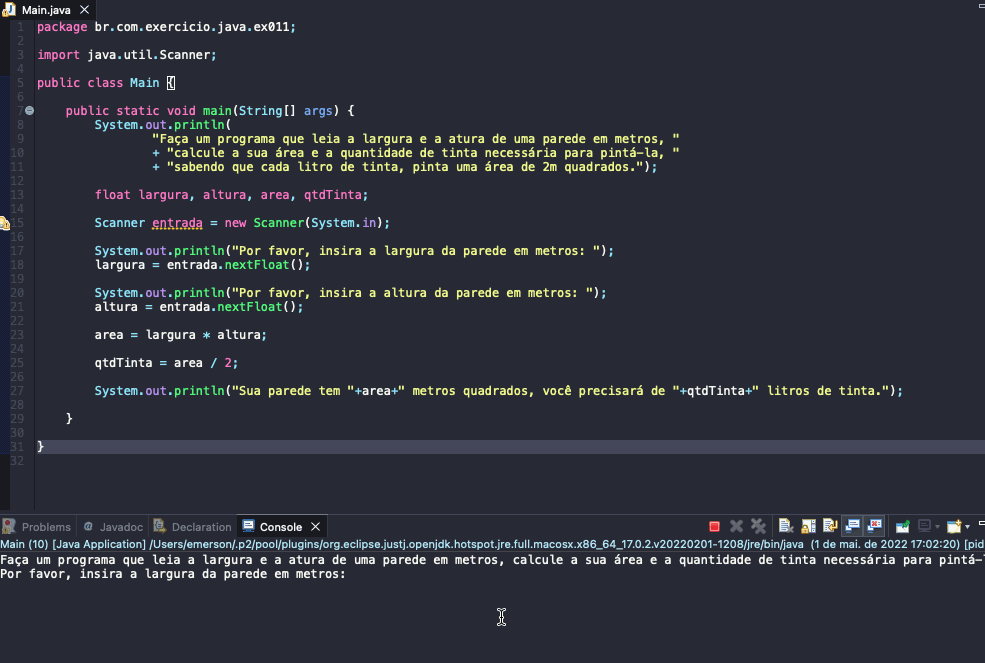 Main.java
1 package br.com.exercicio.java.ex011;
2
3 import java.util.Scanner;
4
5 public class Main {
6
7 public static void main(String[] args) {
8 System.out.println(
9 "Faça um programa que leia a largura e a atura de uma parede em metros, "
10 + "calcule a sua área e a quantidade de tinta necessária para pintá-la, "
11 + "sabendo que cada litro de tinta, pinta uma área de 2m quadrados.");
12
13 float largura, altura, area, qtdTinta;
14
15 Scanner entrada = new Scanner(System.in);
16
17 System.out.println("Por favor, insira a largura da parede em metros: ");
18 largura = entrada.nextFloat();
19
20 System.out.println("Por favor, insira a altura da parede em metros: ");
21 altura = entrada.nextFloat();
22
23 area = largura * altura;
24
25 qtdTinta = area / 2;
26
27 System.out.println("Sua parede tem "+area+" metros quadrados, você precisará de "+qtdTinta+" litros de tinta.");
28
29 }
30
31 }
32
Problems Javadoc Declaration Console
Main (10) [Java Application] /Users/emerson/.p2/pool/plugins/org.eclipse.justj.openjdk.hotspot.jre.full.macosx.x86_64_17.0.2.v20220201-1208/jre/bin/java (1 de mai. de 2022 17:02:20) [pid
Faça um programa que leia a largura e a atura de uma parede em metros, calcule a sua área e a quantidade de tinta necessária para pintá-
Por favor, insira a largura da parede em metros: